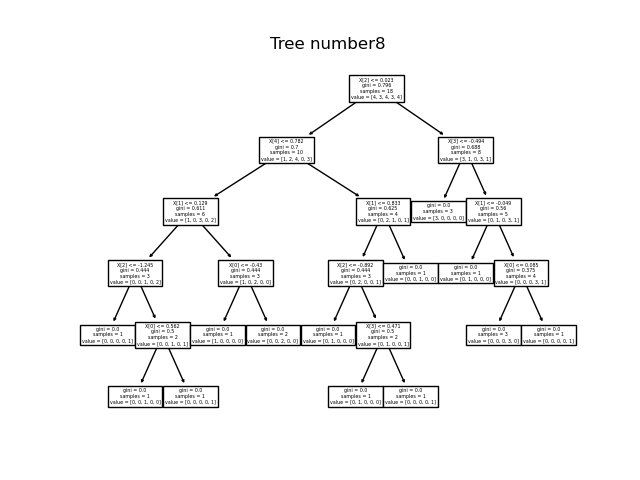 Tree number8
X[2] <= 0.023
gini = 0.796
samples = 18
value = [4, 3, 4, 3, 4]
X[4] <= 0.782
gini = 0.7
samples = 10
value = [1, 2, 4, 0, 3]
X[3] <= -0.494
gini = 0.688
samples = 8
value = [3, 1, 0, 3, 1]
X[1] <= 0.129
gini = 0.611
samples = 6
value = [1, 0, 3, 0, 2]
X[1] <= 0.833
gini = 0.625
samples = 4
value = [0, 2, 1, 0, 1]
gini = 0.0
samples = 3
value = [3, 0, 0, 0, 0]
X[1] <= -0.049
gini = 0.56
samples = 5
value = [0, 1, 0, 3, 1]
X[2] <= -1.245
gini = 0.444
samples = 3
value = [0, 0, 1, 0, 2]
X[0] <= -0.43
gini = 0.444
samples = 3
value = [1, 0, 2, 0, 0]
X[2] <= -0.892
gini = 0.444
samples = 3
value = [0, 2, 0, 0, 1]
gini = 0.0
samples = 1
value = [0, 0, 1, 0, 0]
gini = 0.0
samples = 1
value = [0, 1, 0, 0, 0]
X[0] <= 0.085
gini = 0.375
samples = 4
value = [0, 0, 0, 3, 1]
gini = 0.0
samples = 1
value = [0, 0, 0, 0, 1]
X[0] <= 0.562
gini = 0.5
samples = 2
value = [0, 0, 1, 0, 1]
gini = 0.0
samples = 1
value = [1, 0, 0, 0, 0]
gini = 0.0
samples = 2
value = [0, 0, 2, 0, 0]
gini = 0.0
samples = 1
value = [0, 1, 0, 0, 0]
X[3] <= 0.471
gini = 0.5
samples = 2
value = [0, 1, 0, 0, 1]
gini = 0.0
samples = 3
value = [0, 0, 0, 3, 0]
gini = 0.0
samples = 1
value = [0, 0, 0, 0, 1]
gini = 0.0
samples = 1
value = [0, 0, 1, 0, 0]
gini = 0.0
samples = 1
value = [0, 0, 0, 0, 1]
gini = 0.0
samples = 1
value = [0, 1, 0, 0, 0]
gini = 0.0
samples = 1
value = [0, 0, 0, 0, 1]